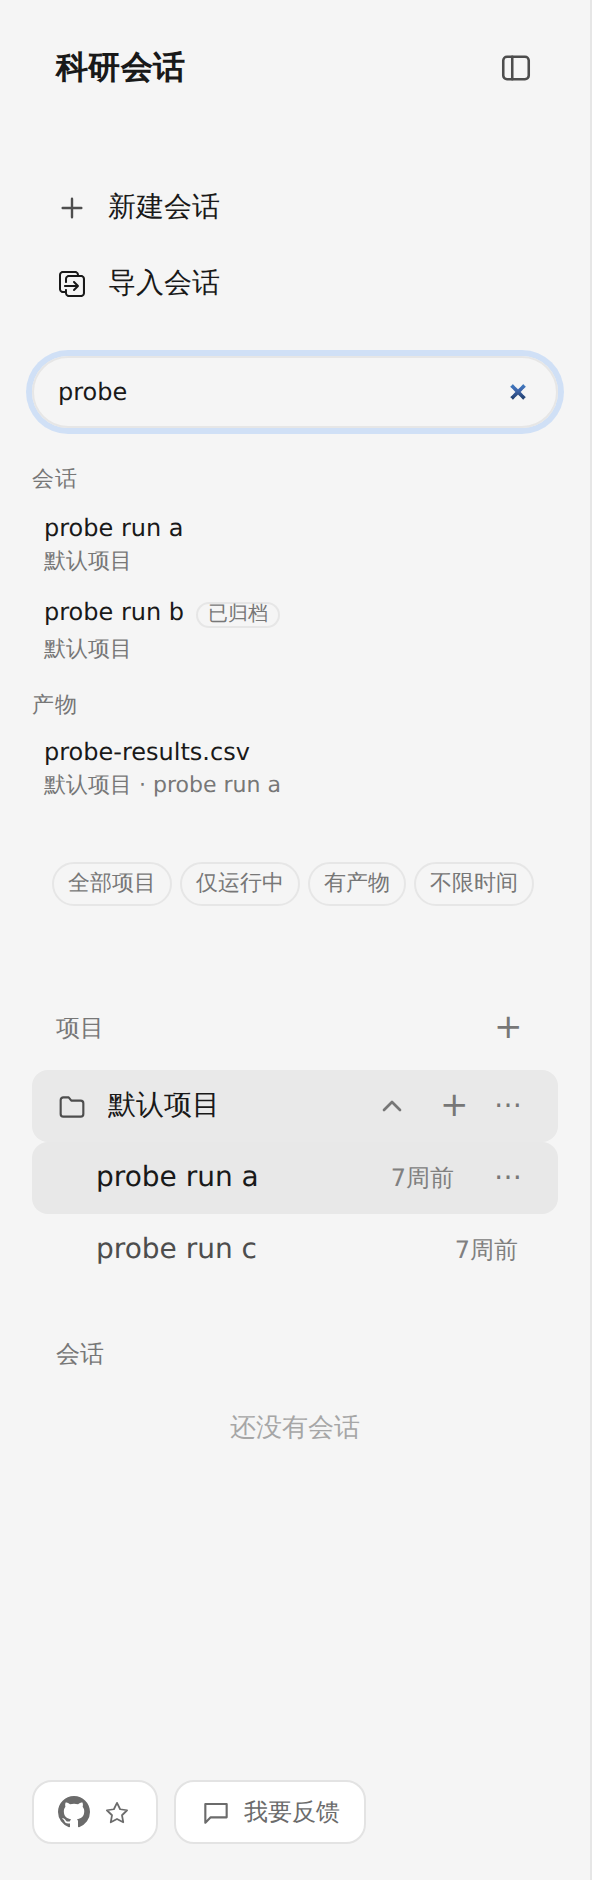 科研会话
新建会话
导入会话
probe
会话
probe run a
默认项目
probe run b 已归档
默认项目
产物
probe-results.csv
默认项目 · probe run a
全部项目 仅运行中 有产物 不限时间
项目
默认项目
probe run a 7周前
probe run c 7周前
会话
还没有会话
我要反馈